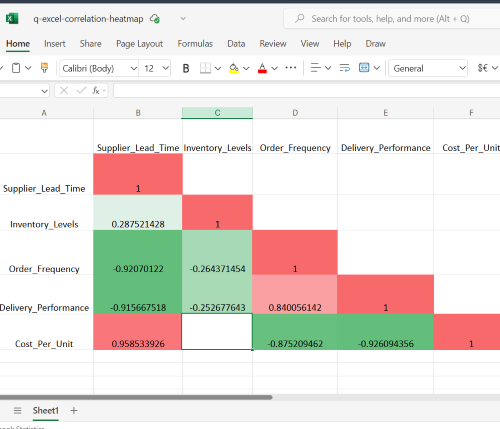 q-excel-correlation-heatmap
Search for tools, help, and more (Alt + Q)
Home Insert Share Page Layout Formulas Data Review View Help Draw
Calibri (Body) 12 B A General $€
fx
A B C D E F
Supplier_Lead_Time Inventory_Levels Order_Frequency Delivery_Performance Cost_Per_Unit
Supplier_Lead_Time 1
Inventory_Levels 0.287521428 1
Order_Frequency -0.92070122 -0.264371454 1
Delivery_Performance -0.915667518 -0.252677643 0.840056142 1
Cost_Per_Unit 0.958533926 -0.875209462 -0.926094356 1
Sheet1